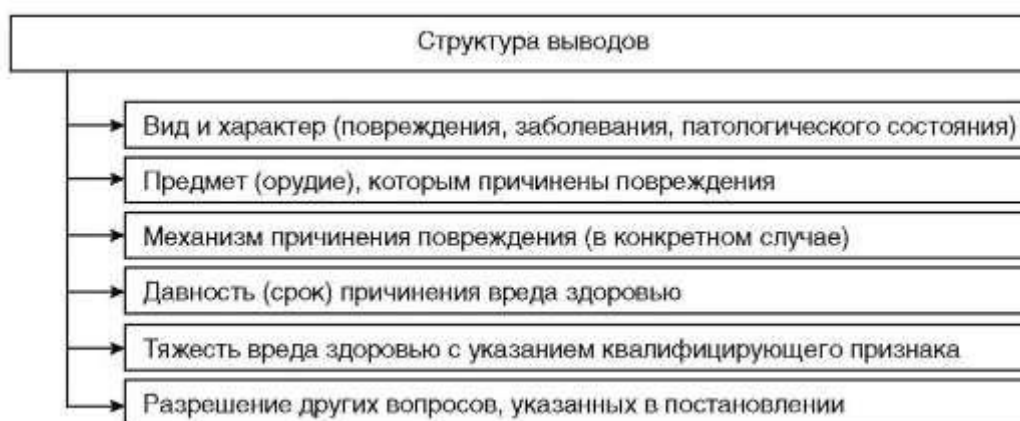 Структура выводов
Вид и характер (повреждения, заболевания, патологического состояния)
Предмет (орудие), которым причинены повреждения
Механизм причинения повреждения (в конкретном случае)
Давность (срок) причинения вреда здоровью
Тяжесть вреда здоровью с указанием квалифицирующего признака
Разрешение других вопросов, указанных в постановлении